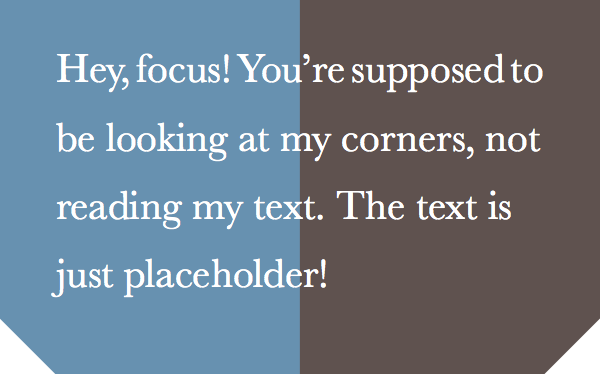 Hey, focus! You’re supposed to
be looking at my corners, not
reading my text. The text is
just placeholder!